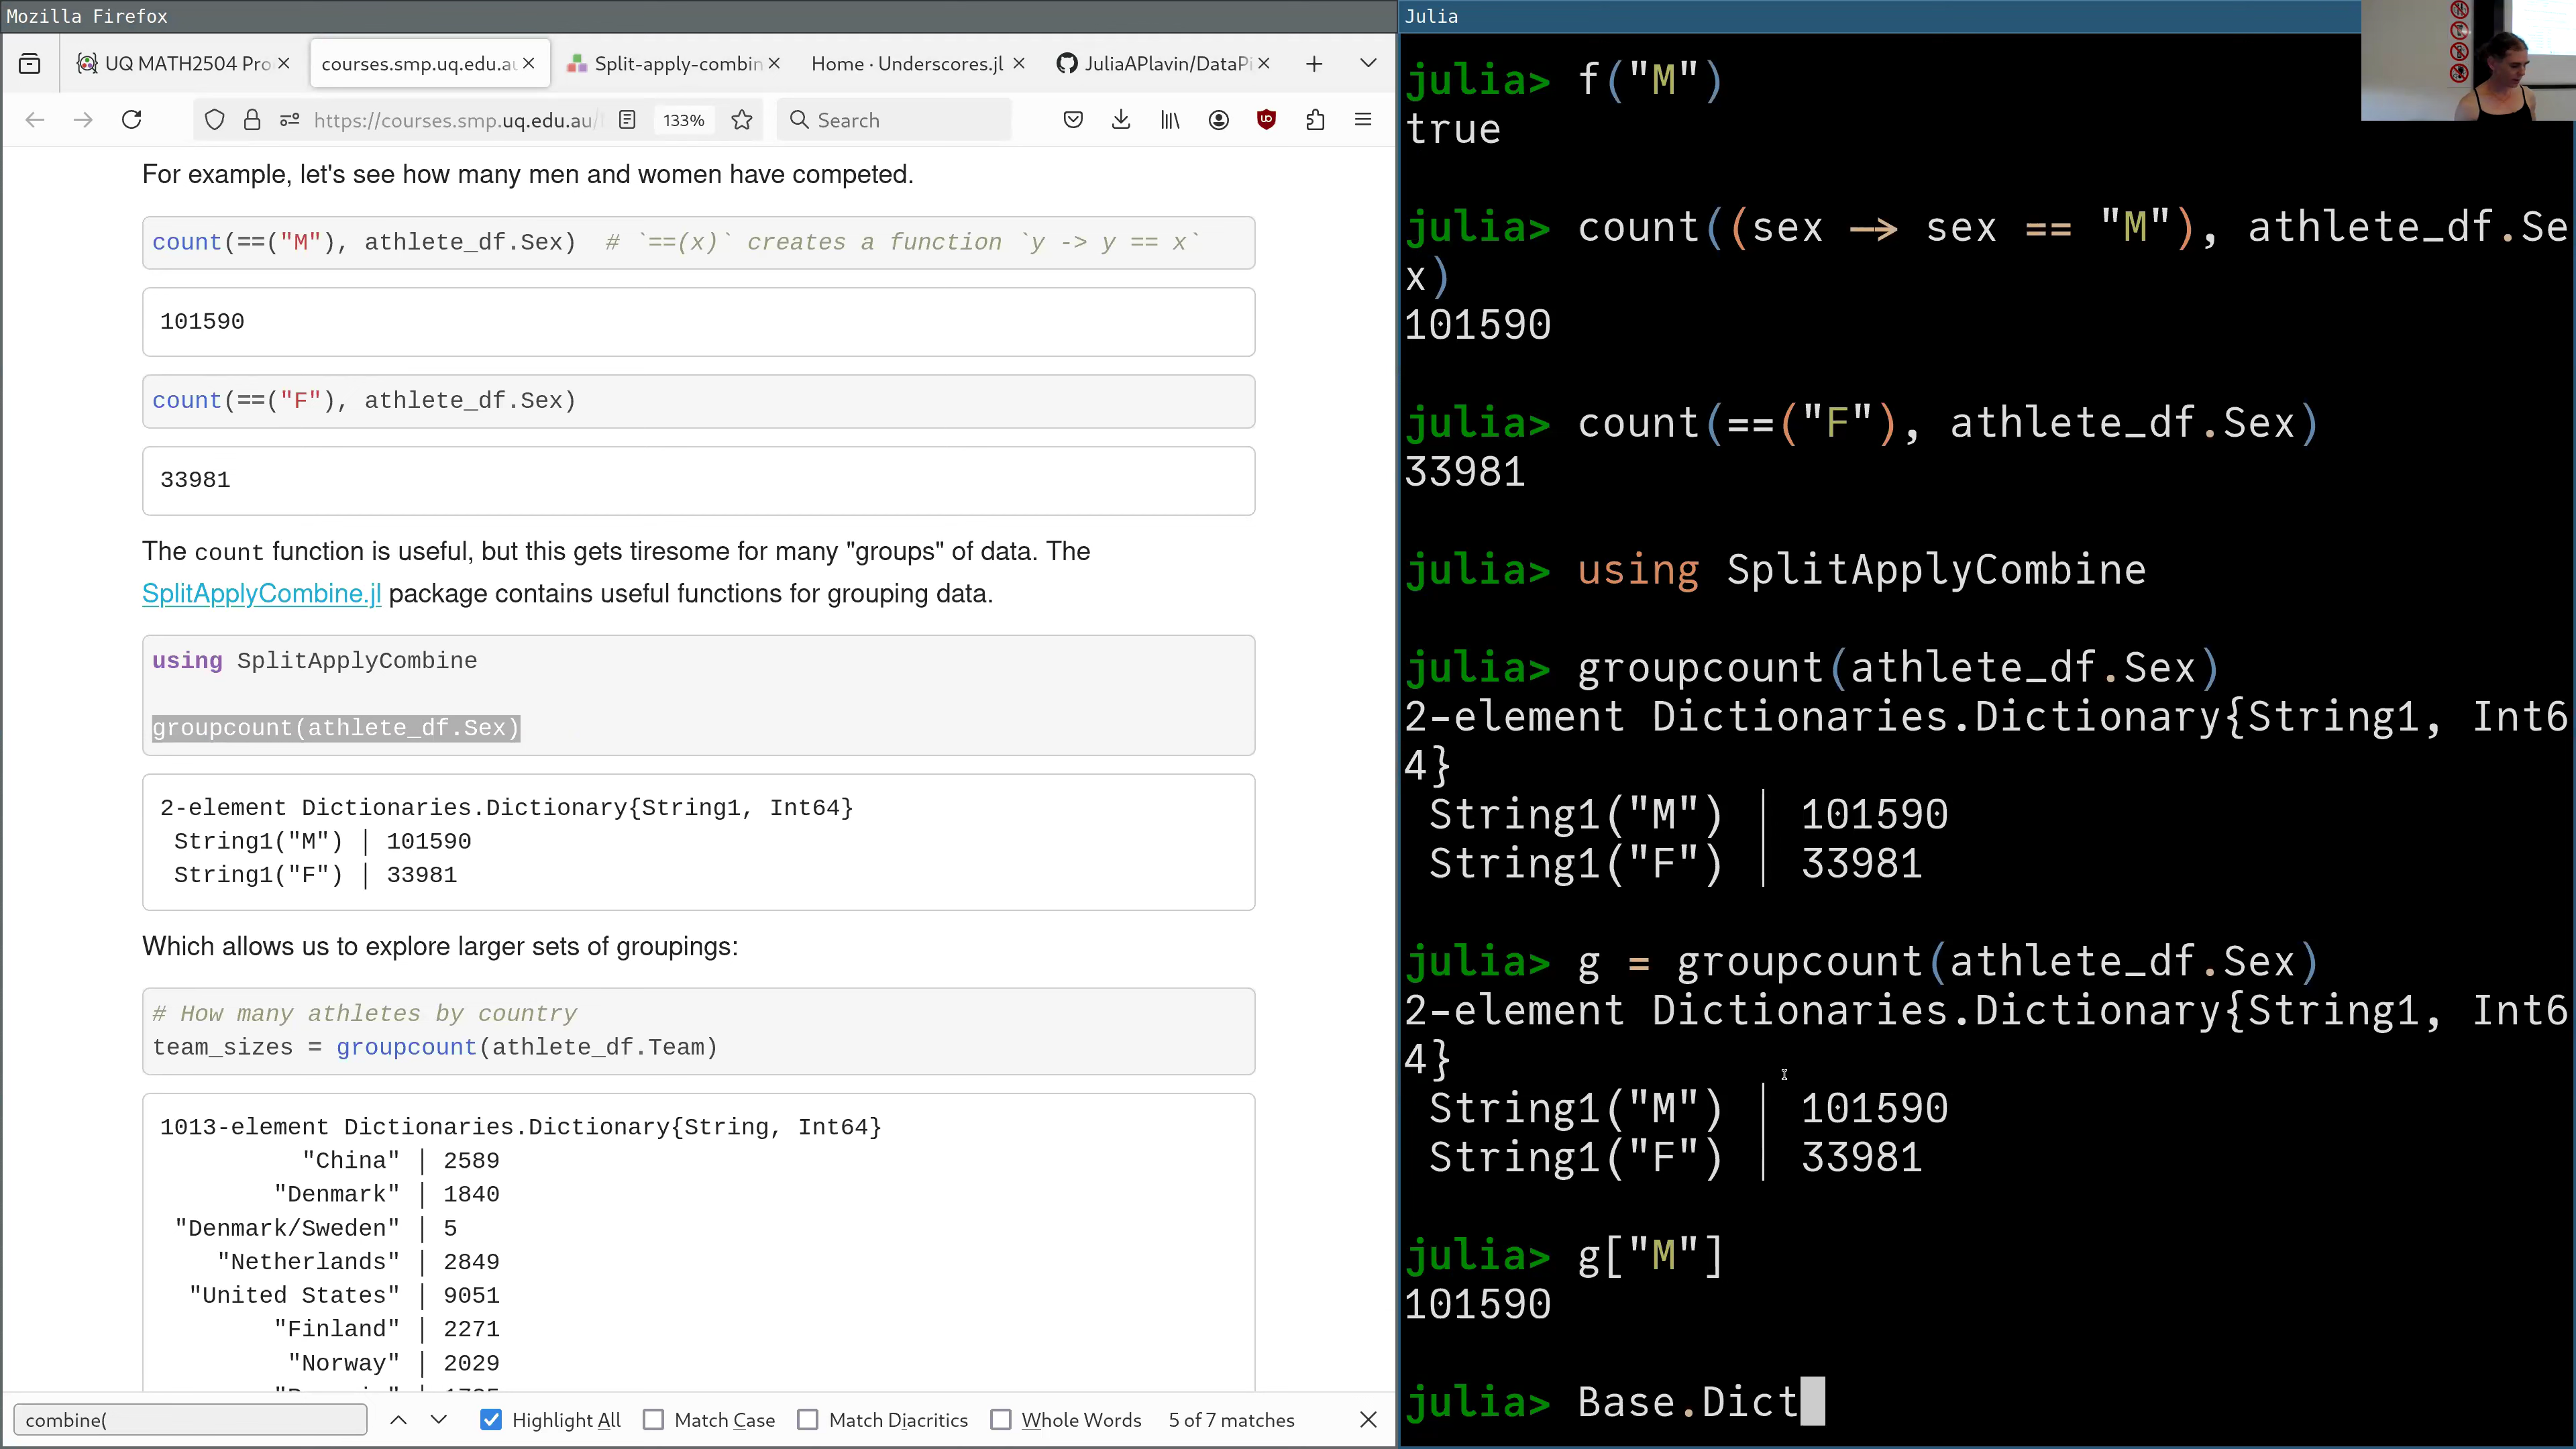 Mozilla Firefox
UQ MATH2504 Pro
courses.smp.uq.edu.au
Split-apply-combin
Home · Underscores.jl
JuliaAPlavin/DataPi
https://courses.smp.uq.edu.au/
133%
Search
For example, let's see how many men and women have competed.
count(==("M"), athlete_df.Sex)  # `==(x)` creates a function `y -> y == x`
101590
count(==("F"), athlete_df.Sex)
33981
The count function is useful, but this gets tiresome for many "groups" of data. The
SplitApplyCombine.jl package contains useful functions for grouping data.
using SplitApplyCombine
groupcount(athlete_df.Sex)
2-element Dictionaries.Dictionary{String1, Int64}
String1("M") | 101590
String1("F") | 33981
Which allows us to explore larger sets of groupings:
# How many athletes by country
team_sizes = groupcount(athlete_df.Team)
1013-element Dictionaries.Dictionary{String, Int64}
"China" | 2589
"Denmark" | 1840
"Denmark/Sweden" | 5
"Netherlands" | 2849
"United States" | 9051
"Finland" | 2271
"Norway" | 2029
combine(
Highlight All
Match Case
Match Diacritics
Whole Words
5 of 7 matches
Julia
julia> f("M")
true
julia> count((sex -> sex == "M"), athlete_df.Se
x)
101590
julia> count(==("F"), athlete_df.Sex)
33981
julia> using SplitApplyCombine
julia> groupcount(athlete_df.Sex)
2-element Dictionaries.Dictionary{String1, Int6
4}
String1("M") | 101590
String1("F") | 33981
julia> g = groupcount(athlete_df.Sex)
2-element Dictionaries.Dictionary{String1, Int6
4}
String1("M") | 101590
String1("F") | 33981
julia> g["M"]
101590
julia> Base.Dict